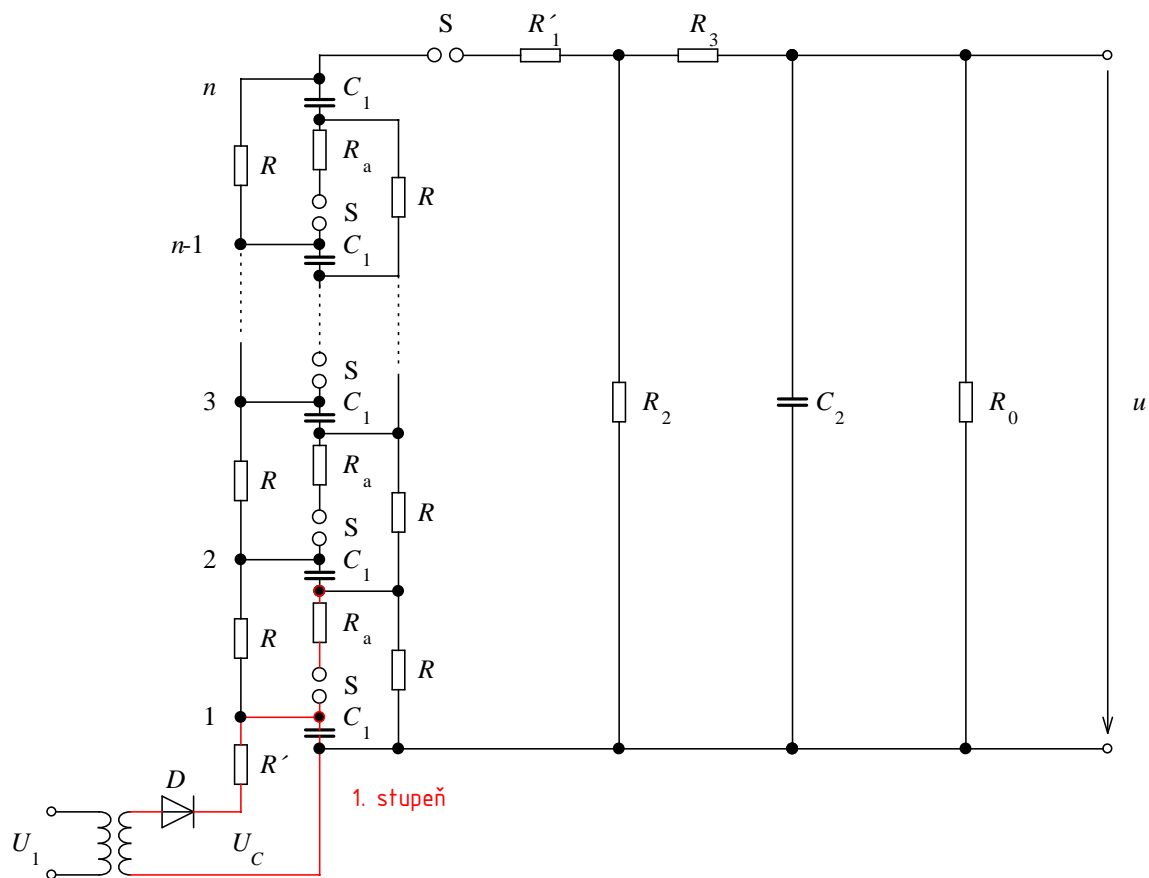 S R´1 R3
n C1
Ra
R R
S
n-1 C1
S
3 C1 R2 C2 R0 u
Ra
R R
S
2 C1
Ra
R R
S
1 C1
R´
D
1. stupeň
U1 UC